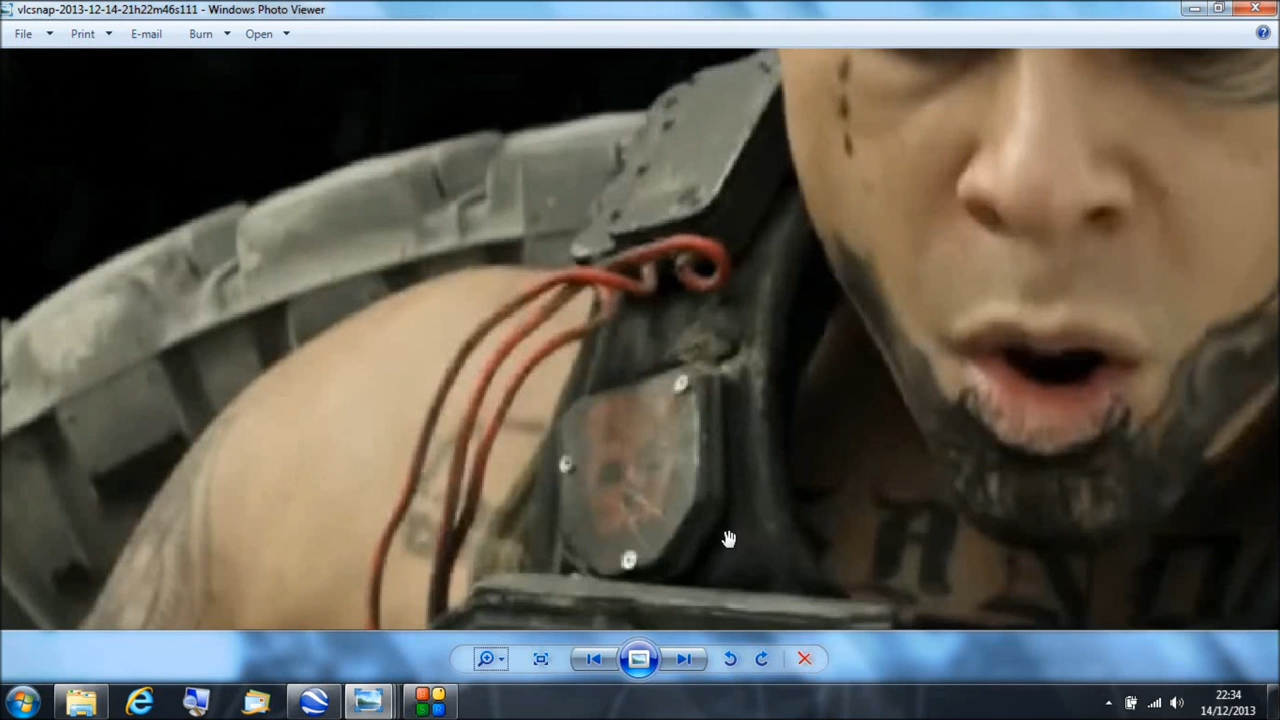 vlcsnap-2013-12-14-21h22m46s111 - Windows Photo Viewer
File Print E-mail Burn Open
22:34
14/12/2013